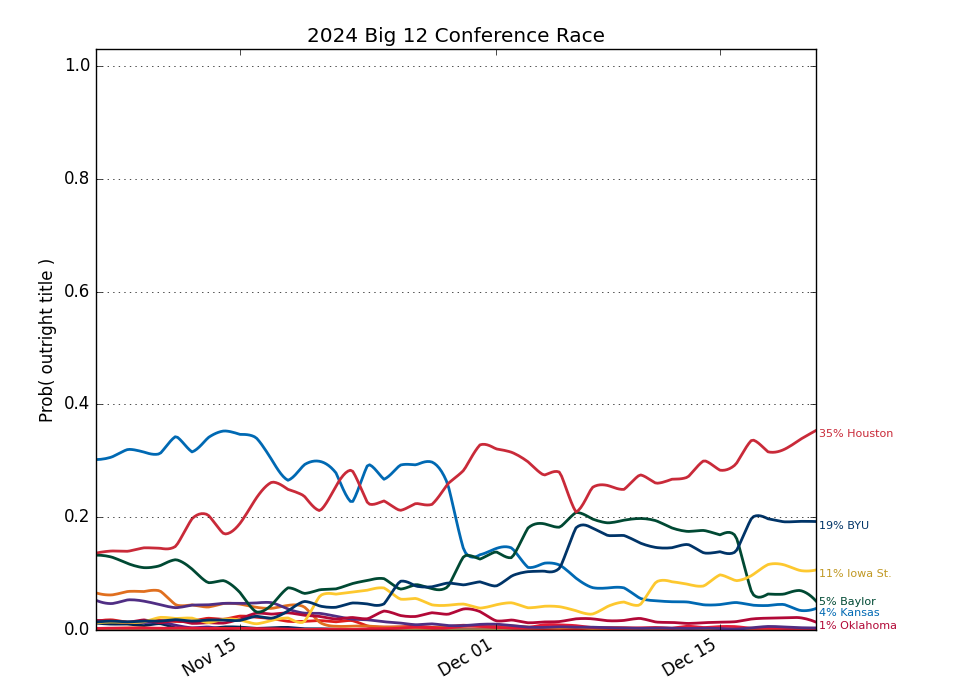 2024 Big 12 Conference Race
1.0
0.8
0.6
0.4
0.2
0.0
Prob( outright title )
35% Houston
19% BYU
11% Iowa St.
5% Baylor
4% Kansas
1% Oklahoma
Nov 15
Dec 01
Dec 15